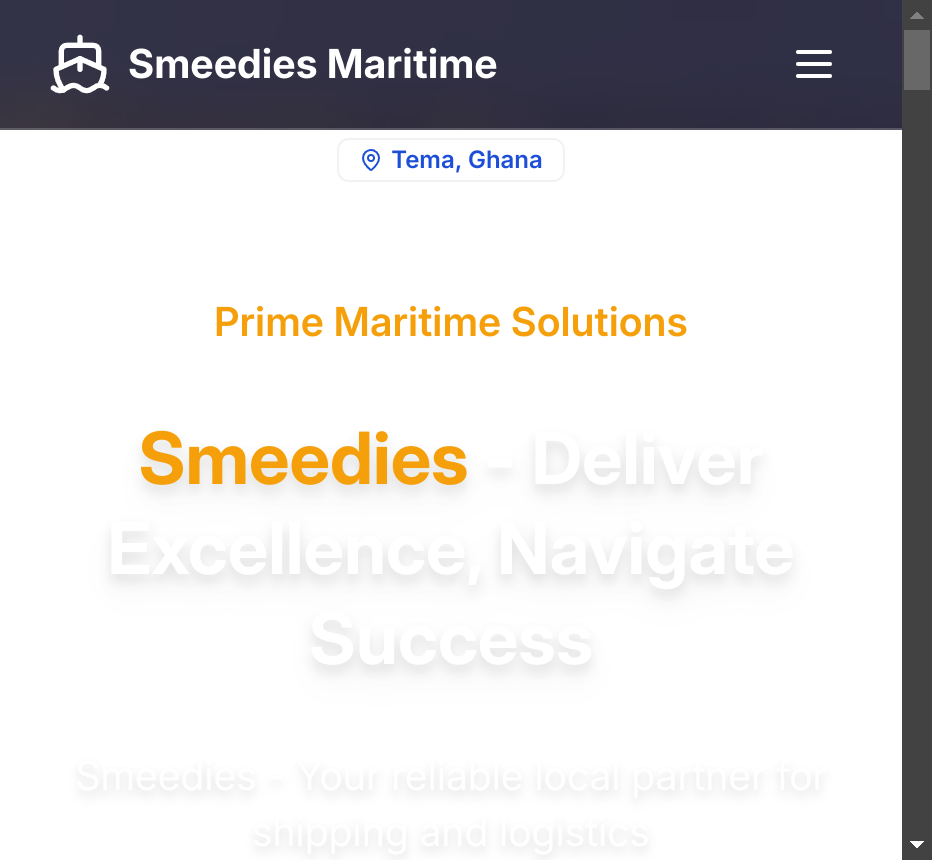 Smeedies Maritime
Tema, Ghana
Prime Maritime Solutions
Smeedies - Deliver
Excellence, Navigate
Success
Smeedies - Your reliable local partner for
shipping and logistics